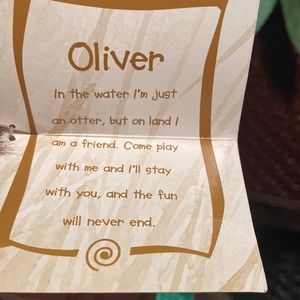 Oliver
In the water I'm just
an otter, but on land I
am a friend. Come play
with me and I'll stay
with you, and the fun
will never end.